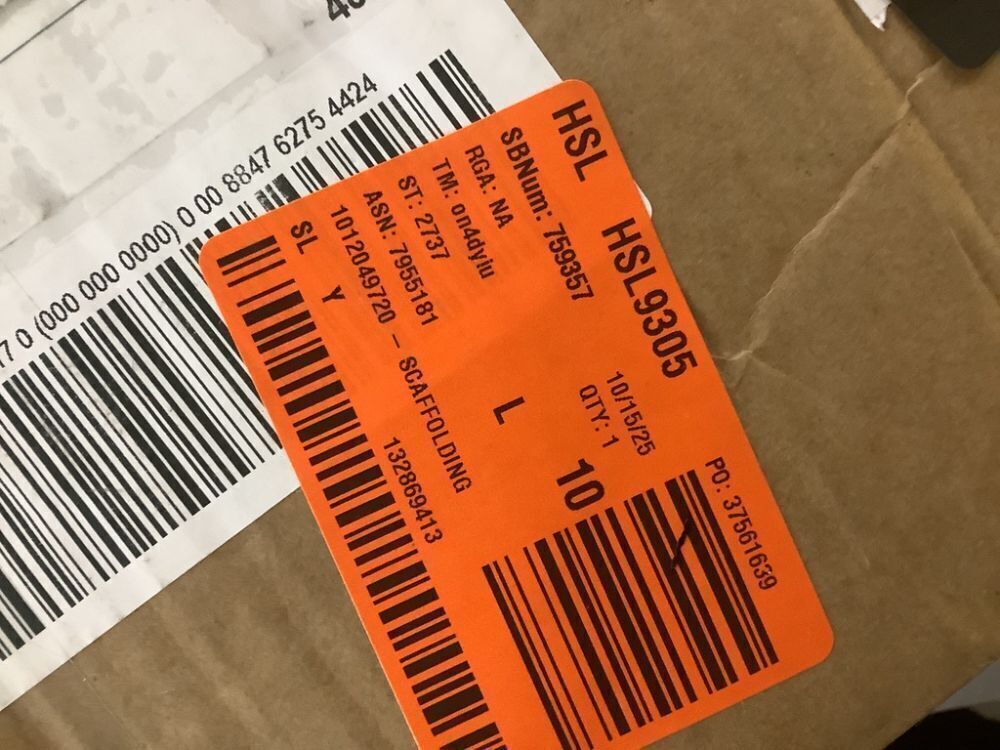 0 (000 000 0000) 0 00 8847 6275 4424
HSL HSL9305
SBNum: 759357 10/15/25 PO: 37561639
RGA: NA QTY: 1
TM: on4dyiu
ST: 2737 L 10
ASN: 7955181
1012049720 - SCAFFOLDING
SL Y 132869413